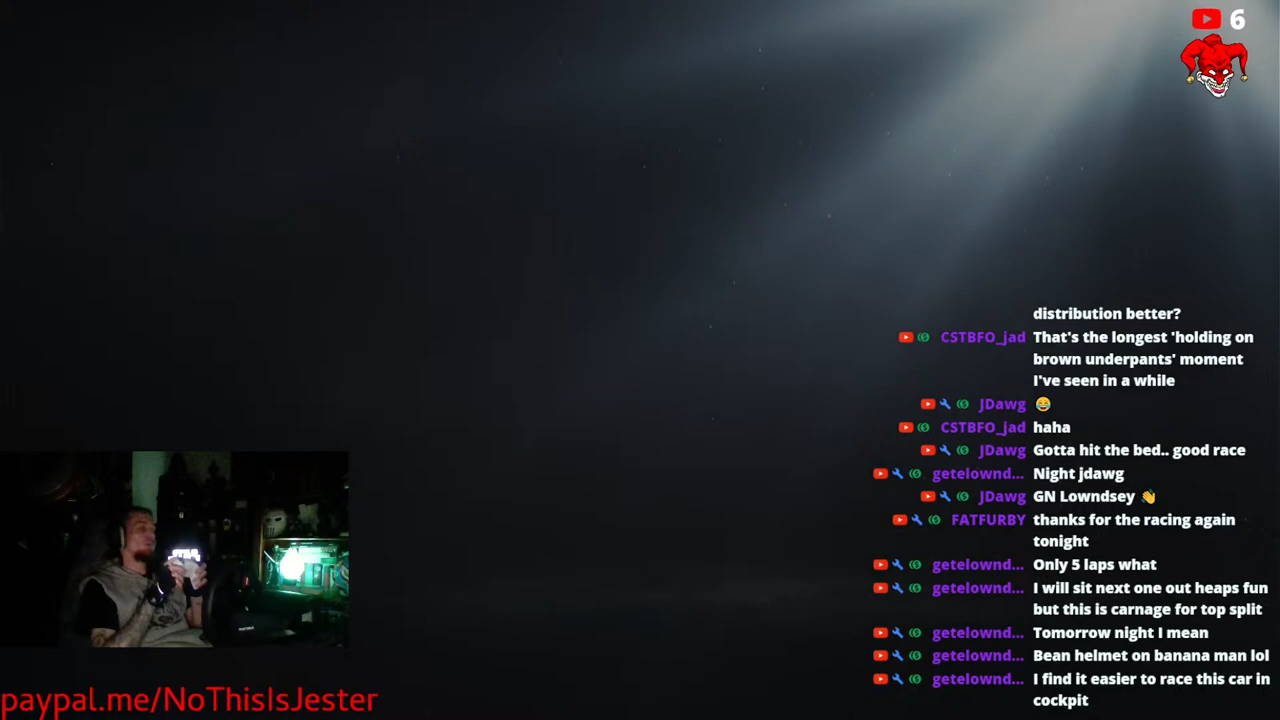 6
distribution better?
CSTBFO_jad That's the longest 'holding on
brown underpants' moment
I've seen in a while
JDawg 😂
CSTBFO_jad haha
JDawg Gotta hit the bed.. good race
getelownd... Night jdawg
JDawg GN Lowndsey 👋
FATFURBY thanks for the racing again
tonight
getelownd... Only 5 laps what
getelownd... I will sit next one out heaps fun
but this is carnage for top split
getelownd... Tomorrow night I mean
getelownd... Bean helmet on banana man lol
getelownd... I find it easier to race this car in
cockpit
STAR
paypal.me/NoThisIsJester